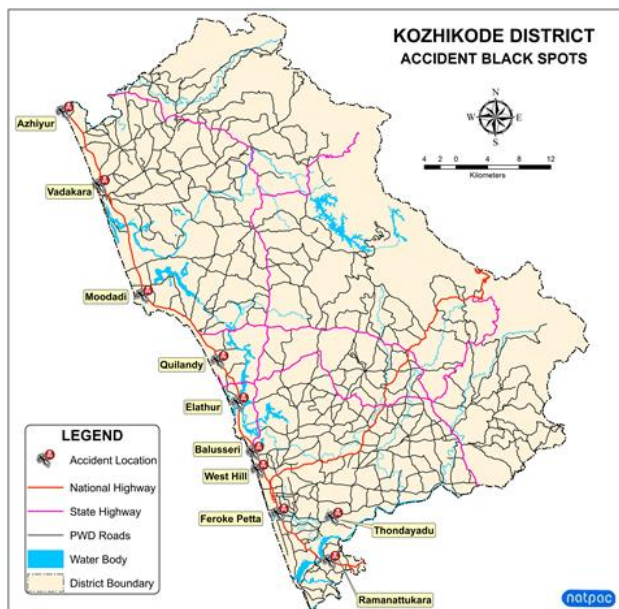 KOZHIKODE DISTRICT
ACCIDENT BLACK SPOTS
N
W E
S
4 2 0 4 8 12
Kilometers
Azhiyur
Vadakara
Moodadi
Quilandy
Elathur
Balusseri
West Hill
Feroke Petta
Thondayadu
Ramanattukara
LEGEND
Accident Location
National Highway
State Highway
PWD Roads
Water Body
District Boundary
natpac